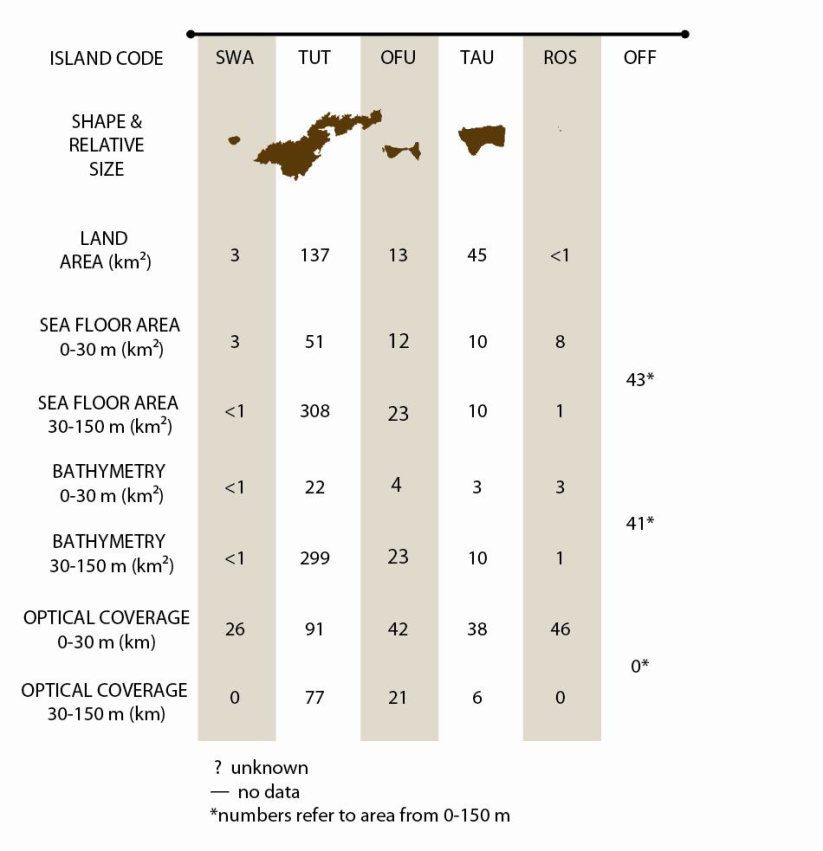 ISLAND CODE SWA TUT OFU TAU ROS OFF
SHAPE &
RELATIVE
SIZE
LAND
AREA (km²) 3 137 13 45 <1
SEA FLOOR AREA
0-30 m (km²) 3 51 12 10 8
43*
SEA FLOOR AREA
30-150 m (km²) <1 308 23 10 1
BATHYMETRY
0-30 m (km²) <1 22 4 3 3
41*
BATHYMETRY
30-150 m (km²) <1 299 23 10 1
OPTICAL COVERAGE
0-30 m (km) 26 91 42 38 46
0*
OPTICAL COVERAGE
30-150 m (km) 0 77 21 6 0
? unknown
— no data
*numbers refer to area from 0-150 m